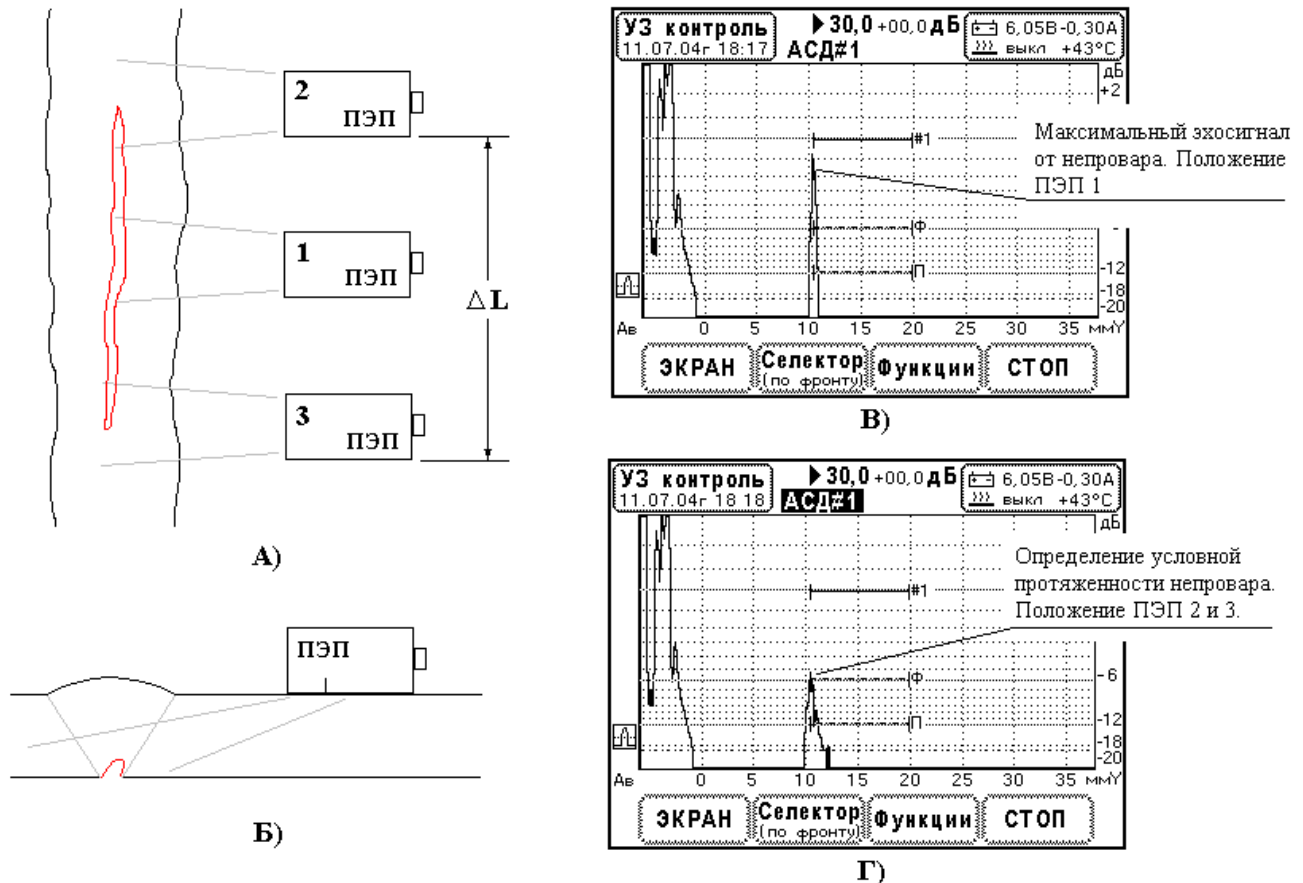 2
ПЭП
1
ПЭП
△L
3
ПЭП
А)
ПЭП
Б)
УЗ контроль
11.07.04г 18:17
30,0 +00,0 дБ
АСД#1
6,05В-0,30А
выкл +43°С
дБ
+2
#1
Ф
-12
П
-18
-20
Ав 0 5 10 15 20 25 30 35 ммY
Максимальный эхосигнал
от непровара. Положение
ПЭП 1
ЭКРАН
Селектор
(по фронту)
Функции
СТОП
В)
УЗ контроль
11.07.04г 18 18
30,0 +00,0 дБ
АСД#1
6,05В-0,30А
выкл +43°С
дБ
#1
Определение условной
протяженности непровара.
Положение ПЭП 2 и 3.
Ф
-6
П
-12
-18
-20
Ав 0 5 10 15 20 25 30 35 ммY
ЭКРАН
Селектор
(по фронту)
Функции
СТОП
Г)